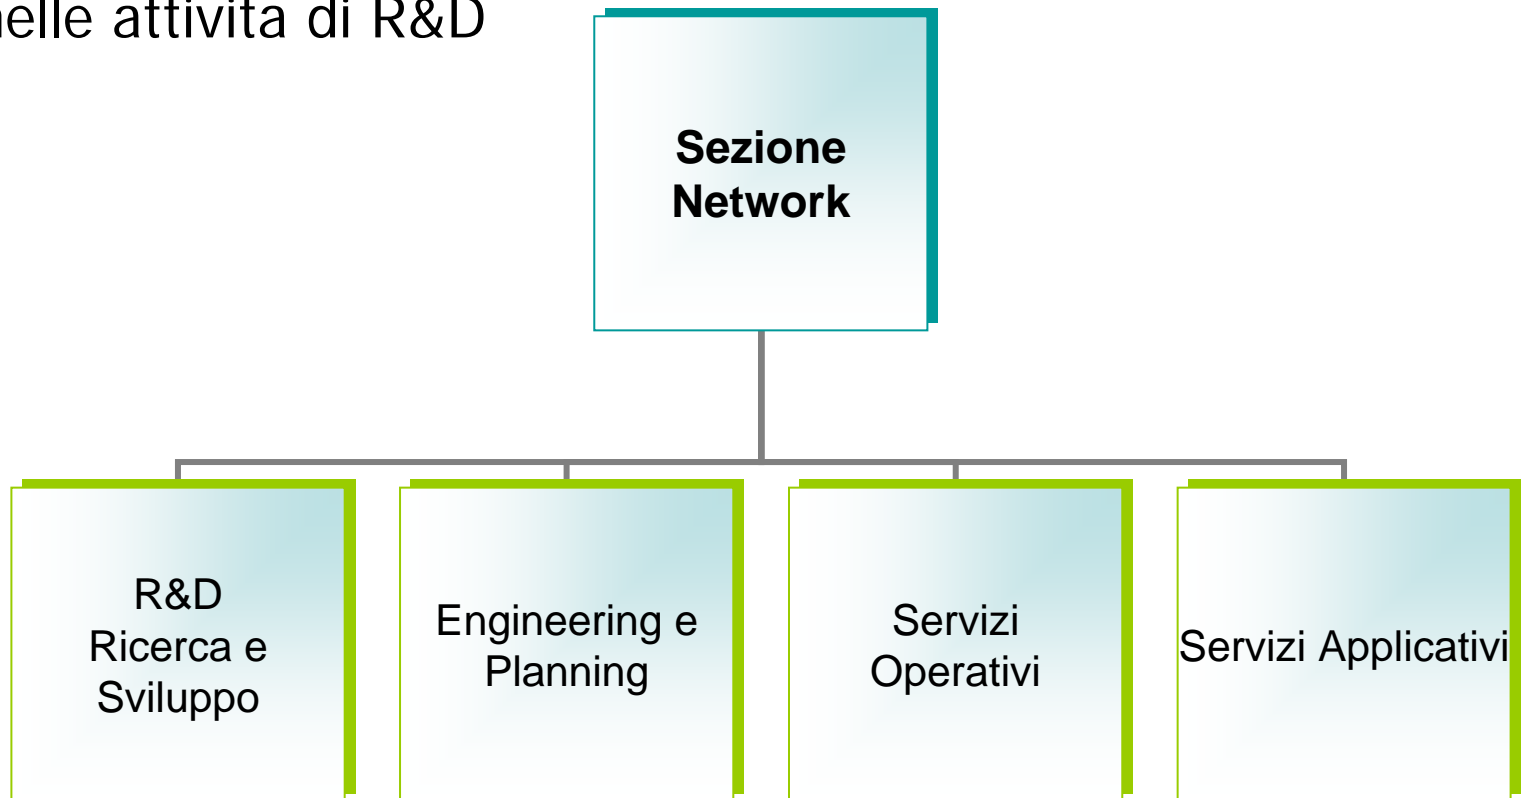 nelle attività di R&D
Sezione
Network
R&D
Ricerca e
Sviluppo
Engineering e
Planning
Servizi
Operativi
Servizi Applicativi